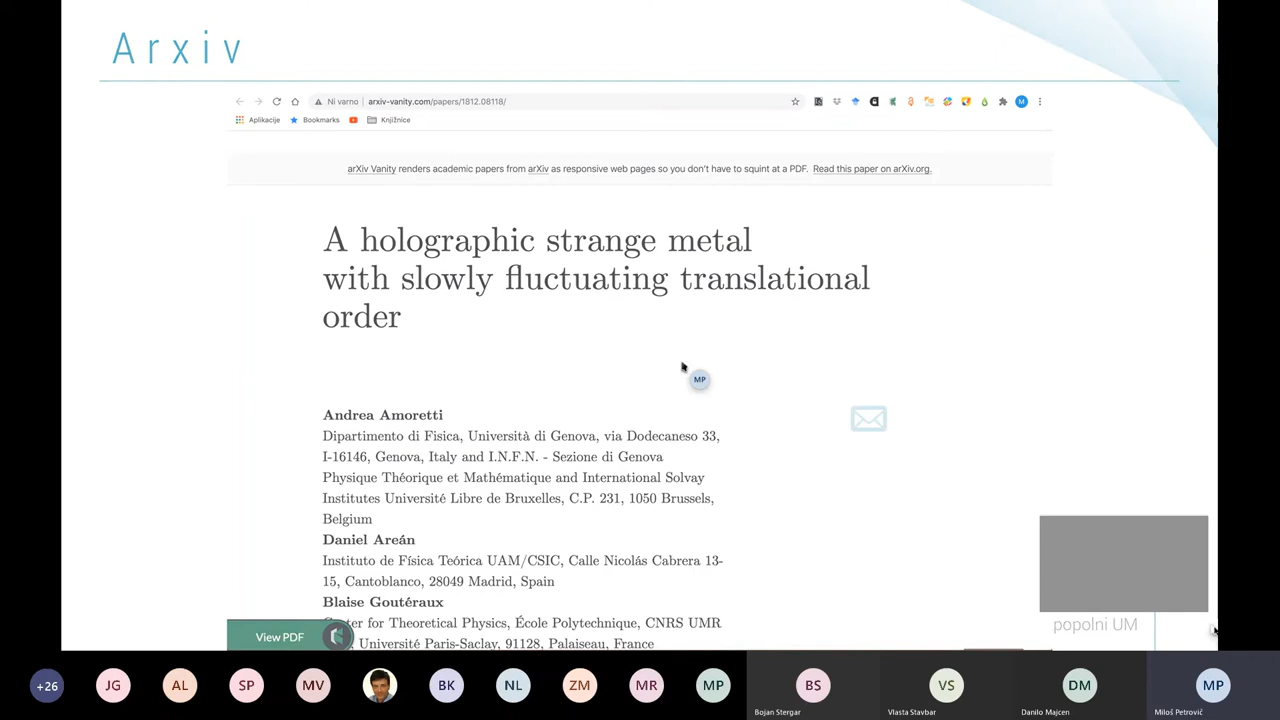 Arxiv
Ni varno
arxiv-vanity.com/papers/1812.08118/
M
Aplikacije
Bookmarks
Knjižnice
arXiv Vanity renders academic papers from arXiv as responsive web pages so you don't have to squint at a PDF. Read this paper on arXiv.org.
A holographic strange metal
with slowly fluctuating translational
order
MP
Andrea Amoretti
Dipartimento di Fisica, Università di Genova, via Dodecaneso 33,
I-16146, Genova, Italy and I.N.F.N. - Sezione di Genova
Physique Théorique et Mathématique and International Solvay
Institutes Université Libre de Bruxelles, C.P. 231, 1050 Brussels,
Belgium
Daniel Areán
Instituto de Física Teórica UAM/CSIC, Calle Nicolás Cabrera 13-
15, Cantoblanco, 28049 Madrid, Spain
Blaise Goutéraux
for Theoretical Physics, École Polytechnique, CNRS UMR
Université Paris-Saclay, 91128, Palaiseau, France
View PDF
popolni UM
+26
JG
AL
SP
MV
BK
NL
ZM
MR
MP
BS
Bojan Stergar
VS
Vlasta Stavbar
DM
Danilo Majcen
MP
Miloš Petrovič